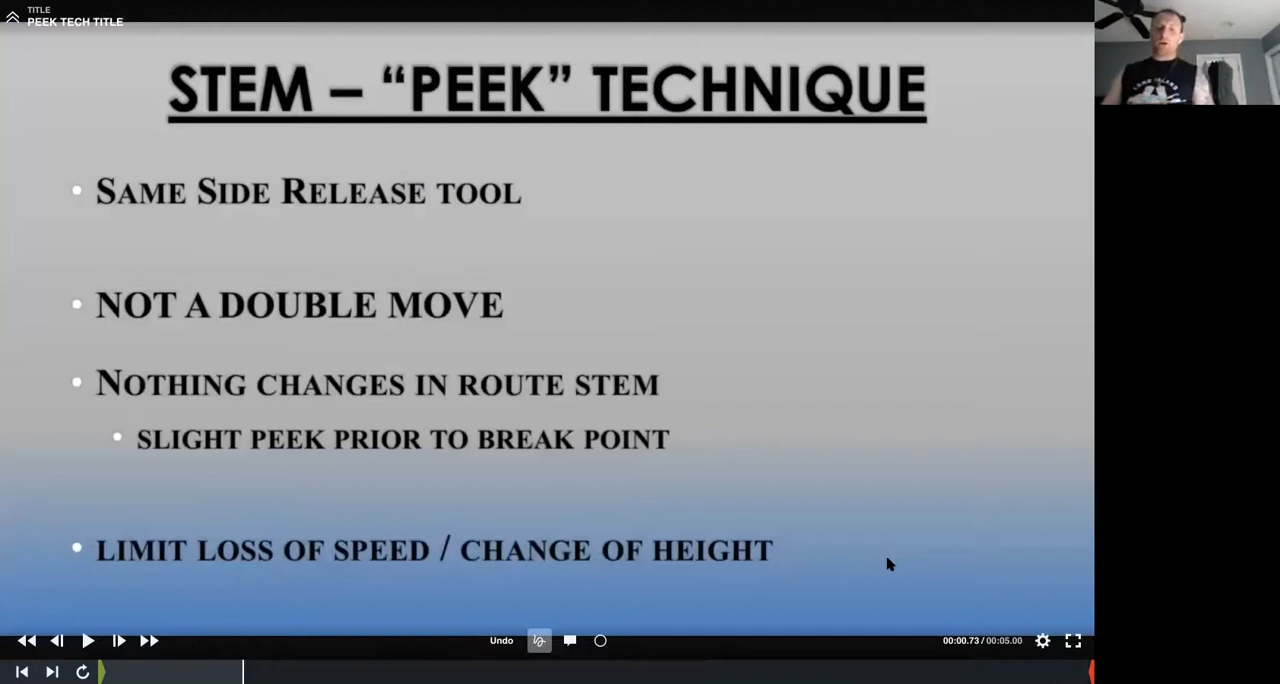 TITLE
PEEK TECH TITLE
STEM – “PEEK” TECHNIQUE
• SAME SIDE RELEASE TOOL
• NOT A DOUBLE MOVE
• NOTHING CHANGES IN ROUTE STEM
• SLIGHT PEEK PRIOR TO BREAK POINT
• LIMIT LOSS OF SPEED / CHANGE OF HEIGHT
Undo
00:00.73 / 00:05.00